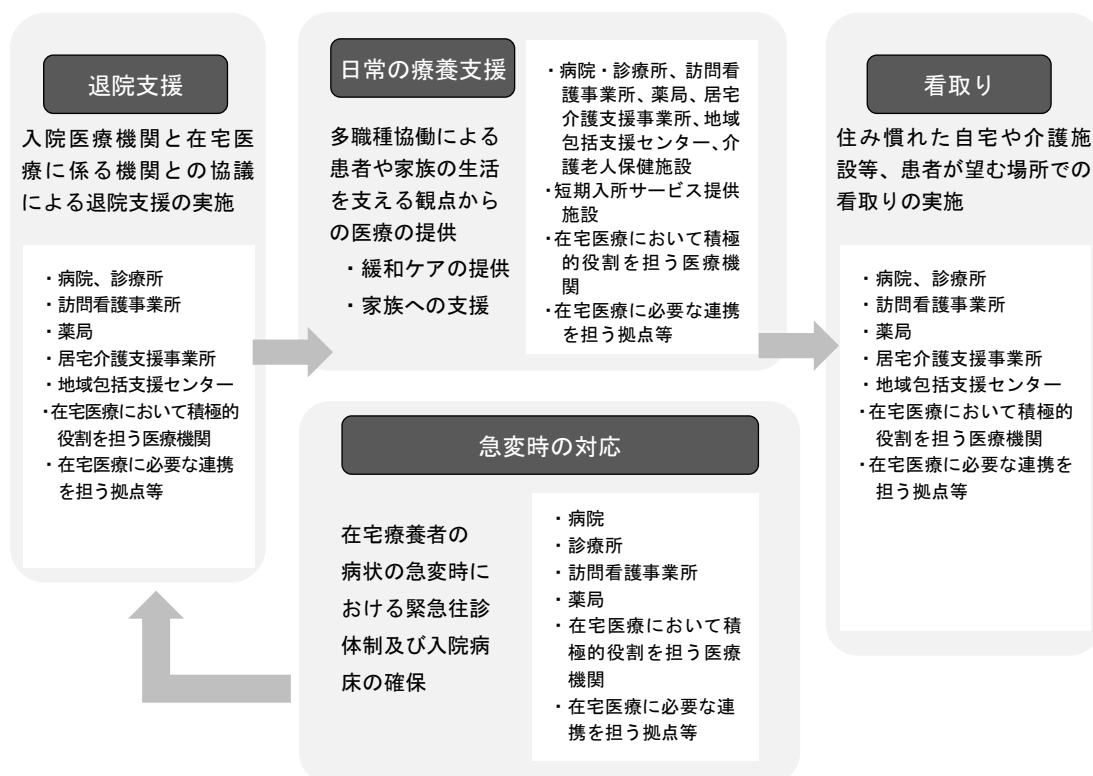 退院支援
入院医療機関と在宅医
療に係る機関との協議
による退院支援の実施
・病院、診療所
・訪問看護事業所
・薬局
・居宅介護支援事業所
・地域包括支援センター
・在宅医療において積極的
役割を担う医療機関
・在宅医療に必要な連携
を担う拠点等
日常の療養支援
多職種協働による
患者や家族の生活
を支える観点から
の医療の提供
・緩和ケアの提供
・家族への支援
・病院・診療所、訪問看
護事業所、薬局、居宅
介護支援事業所、地域
包括支援センター、介
護老人保健施設
・短期入所サービス提供
施設
・在宅医療において積極
的役割を担う医療機
関
・在宅医療に必要な連携
を担う拠点等
急変時の対応
在宅療養者の
病状の急変時に
おける緊急往診
体制及び入院病
床の確保
・病院
・診療所
・訪問看護事業所
・薬局
・在宅医療において積
極的役割を担う医療
機関
・在宅医療に必要な連
携を担う拠点等
看取り
住み慣れた自宅や介護施
設等、患者が望む場所での
看取りの実施
・病院、診療所
・訪問看護事業所
・薬局
・居宅介護支援事業所
・地域包括支援センター
・在宅医療において積極的
役割を担う医療機関
・在宅医療に必要な連携を
担う拠点等